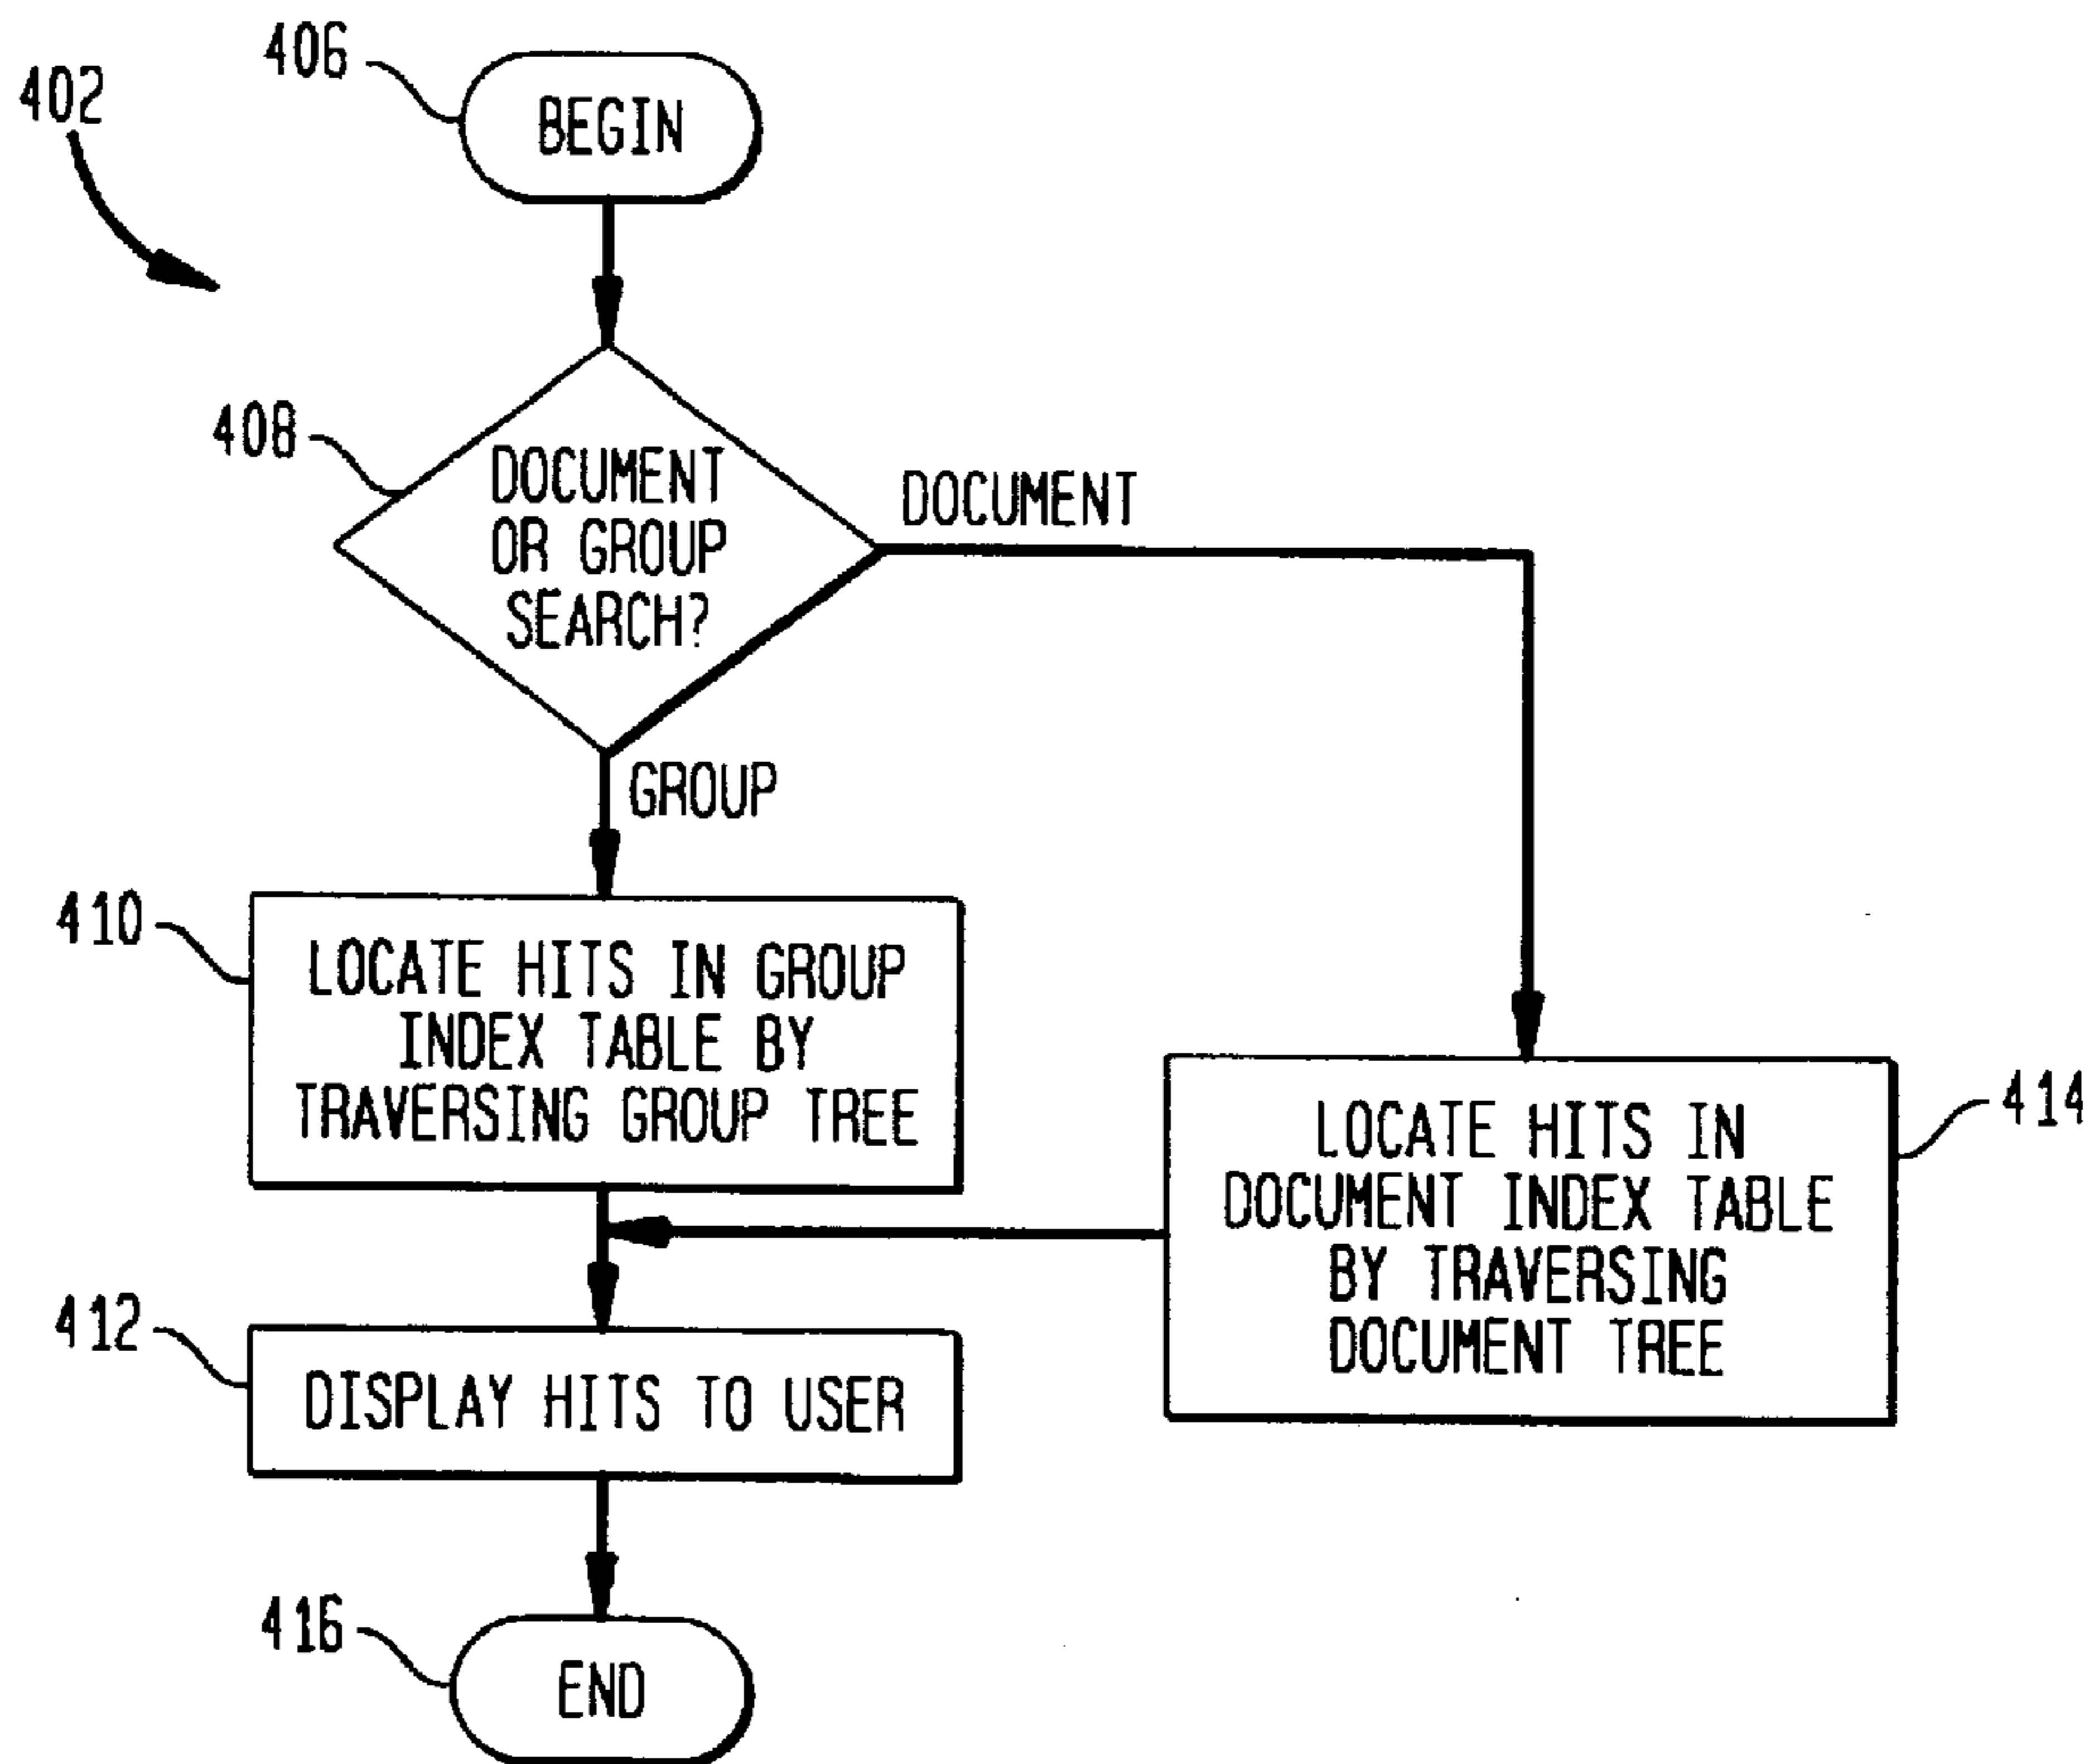 406
402
BEGIN
408
DOCUMENT
OR GROUP
SEARCH?
DOCUMENT
GROUP
410
LOCATE HITS IN GROUP
INDEX TABLE BY
TRAVERSING GROUP TREE
414
LOCATE HITS IN
DOCUMENT INDEX TABLE
BY TRAVERSING
DOCUMENT TREE
412
DISPLAY HITS TO USER
416
END